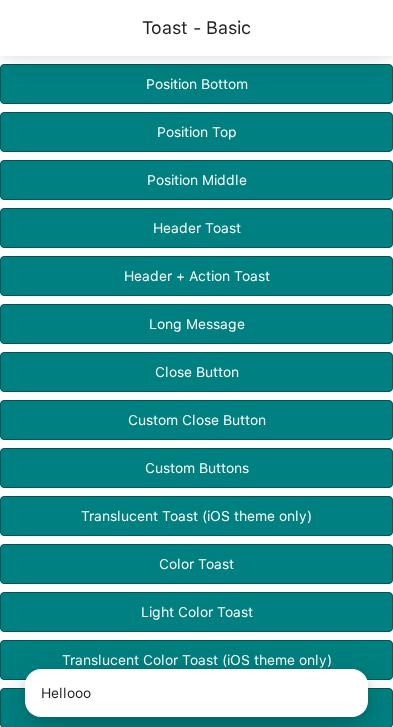 Toast - Basic
Position Bottom
Position Top
Position Middle
Header Toast
Header + Action Toast
Long Message
Close Button
Custom Close Button
Custom Buttons
Translucent Toast (iOS theme only)
Color Toast
Light Color Toast
Translucent Color Toast (iOS theme only)
Hellooo